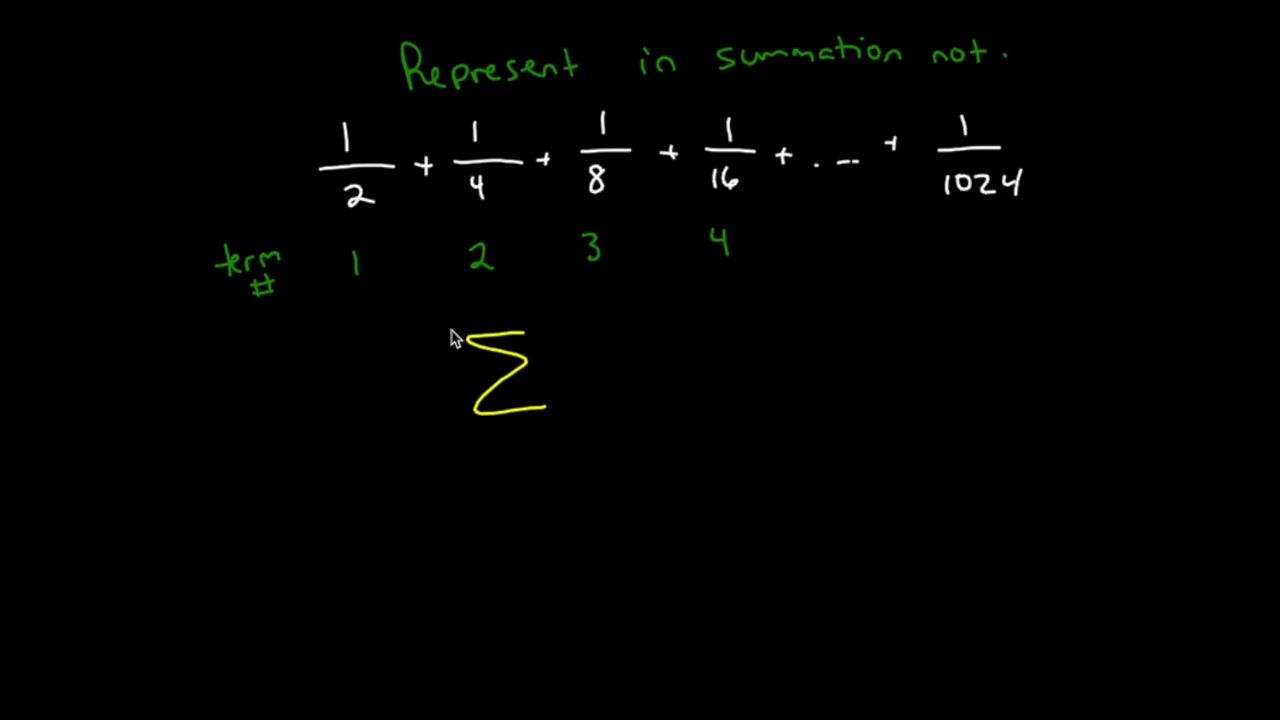 Represent in summation not.
1/2 + 1/4 + 1/8 + 1/16 + . -- + 1/1024
term # 1 2 3 4
Σ